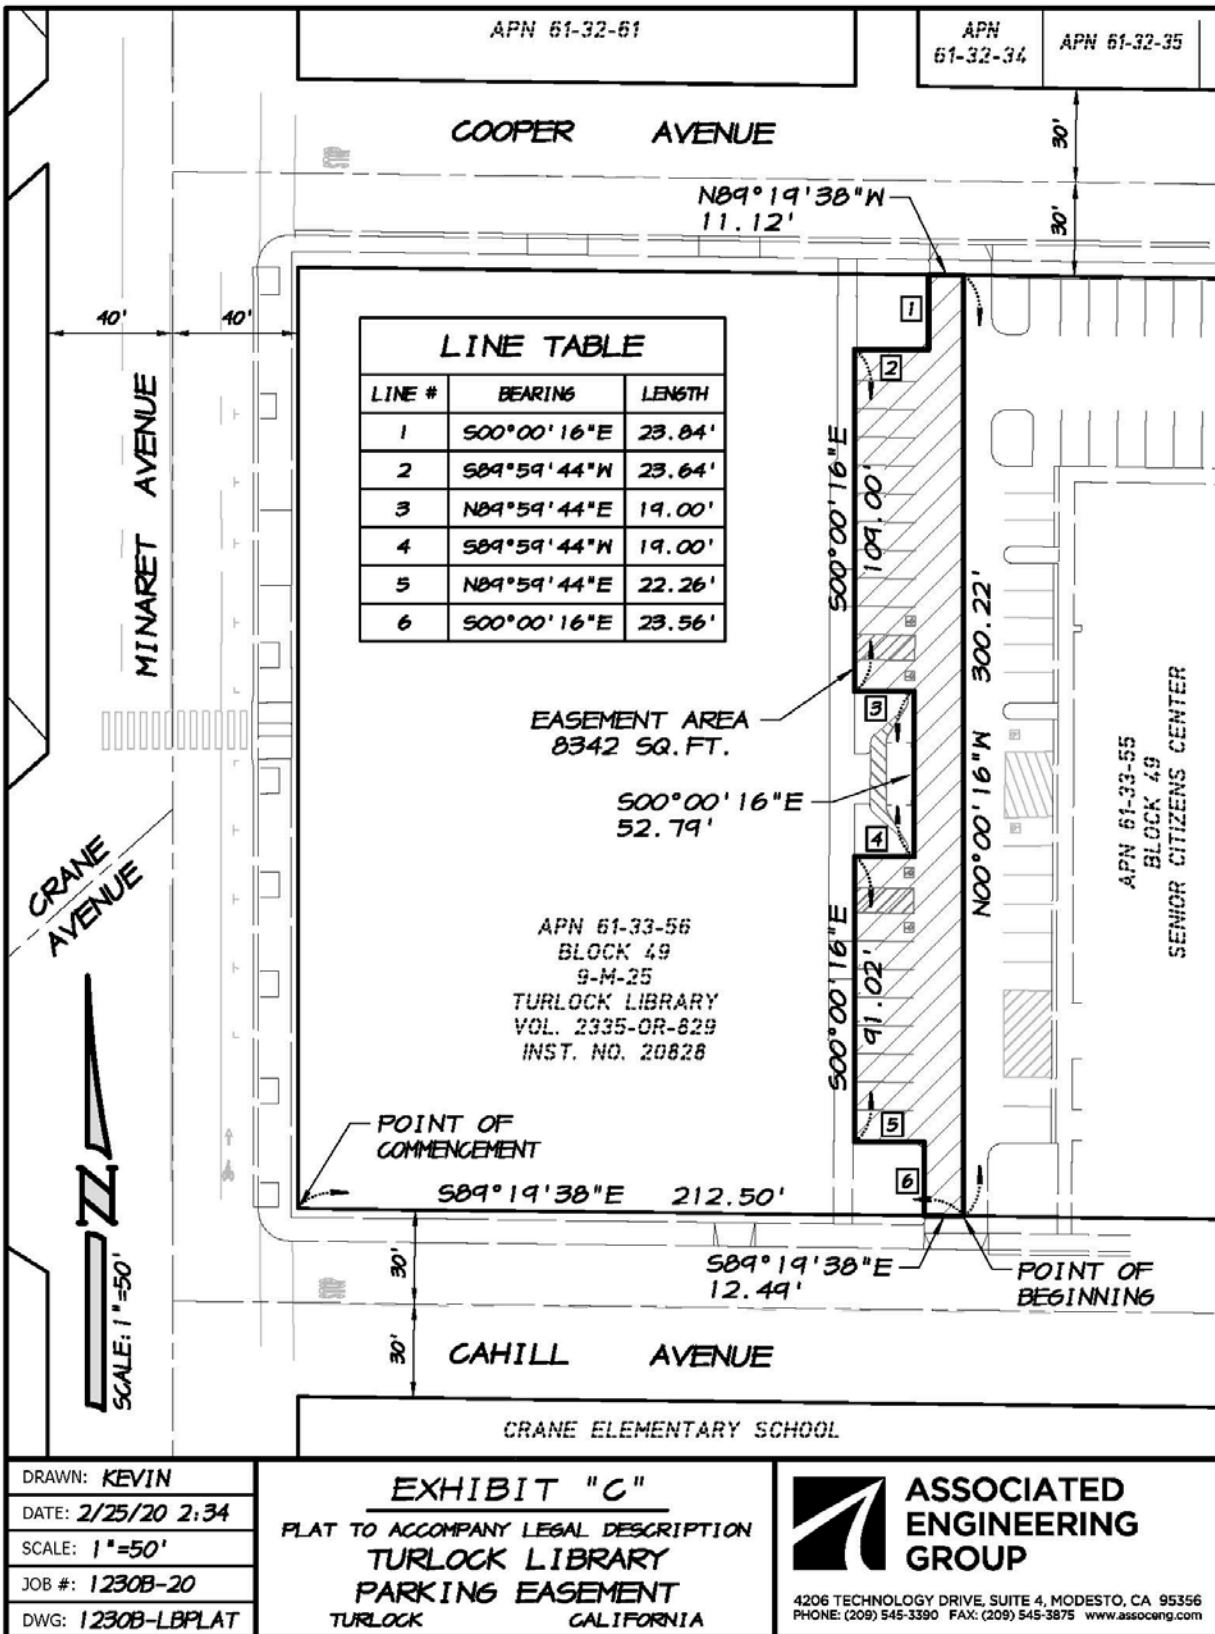 APN 61-32-61
APN
61-32-34
APN 61-32-35
COOPER AVENUE
30'
30'
STOP
N89°19'38"W
11.12'
40'
40'
MINARET AVENUE
LINE TABLE
LINE # BEARING LENGTH
1 S00°00'16"E 23.84'
2 S89°59'44"W 23.64'
3 N89°59'44"E 19.00'
4 S89°59'44"W 19.00'
5 N89°59'44"E 22.26'
6 S00°00'16"E 23.56'
1
2
S00°00'16"E
109.00'
N00°00'16"W 300.22'
EASEMENT AREA
8342 SQ.FT.
3
S00°00'16"E
52.79'
4
APN 61-33-55
BLOCK 49
SENIOR CITIZENS CENTER
CRANE
AVENUE
APN 61-33-56
BLOCK 49
9-M-25
TURLOCK LIBRARY
VOL. 2335-OR-829
INST. NO. 20828
S00°00'16"E
91.02'
5
6
POINT OF
COMMENCEMENT
S89°19'38"E 212.50'
N
SCALE: 1"=50'
30'
30'
STOP
S89°19'38"E
12.49'
POINT OF
BEGINNING
CAHILL AVENUE
CRANE ELEMENTARY SCHOOL
DRAWN: KEVIN
DATE: 2/25/20 2:34
SCALE: 1"=50'
JOB #: 1230B-20
DWG: 1230B-LBPLAT
EXHIBIT "C"
PLAT TO ACCOMPANY LEGAL DESCRIPTION
TURLOCK LIBRARY
PARKING EASEMENT
TURLOCK CALIFORNIA
ASSOCIATED
ENGINEERING
GROUP
4206 TECHNOLOGY DRIVE, SUITE 4, MODESTO, CA 95356
PHONE: (209) 545-3390 FAX: (209) 545-3875 www.assoceng.com